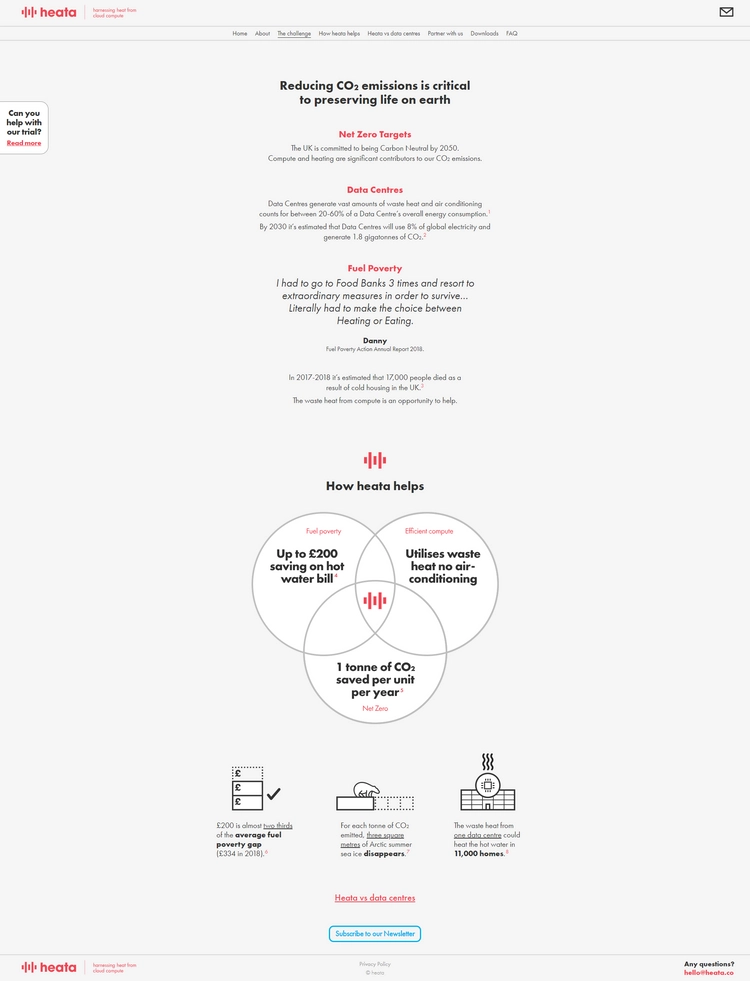 heata
harnessing heat from
cloud compute
Home About The challenge How heata helps Heata vs data centres Partner with us Downloads FAQ
Can you
help with
our trial?
Read more
Reducing CO₂ emissions is critical
to preserving life on earth
Net Zero Targets
The UK is committed to being Carbon Neutral by 2050.
Compute and heating are significant contributors to our CO₂ emissions.
Data Centres
Data Centres generate vast amounts of waste heat and air conditioning
counts for between 20-60% of a Data Centre's overall energy consumption.¹
By 2030 it's estimated that Data Centres will use 8% of global electricity and
generate 1.8 gigatonnes of CO₂.²
Fuel Poverty
I had to go to Food Banks 3 times and resort to
extraordinary measures in order to survive...
Literally had to make the choice between
Heating or Eating.
Danny
Fuel Poverty Action Annual Report 2018.
In 2017-2018 it's estimated that 17,000 people died as a
result of cold housing in the UK.³
The waste heat from compute is an opportunity to help.
How heata helps
Fuel poverty
Up to £200
saving on hot
water bill⁴
Efficient compute
Utilises waste
heat no air-
conditioning
1 tonne of CO₂
saved per unit
per year⁵
Net Zero
£
£
£
£200 is almost two thirds
of the average fuel
poverty gap
(£334 in 2018).⁶
For each tonne of CO₂
emitted, three square
metres of Arctic summer
sea ice disappears.⁷
The waste heat from
one data centre could
heat the hot water in
11,000 homes.⁸
Heata vs data centres
Subscribe to our Newsletter
heata
harnessing heat from
cloud compute
Privacy Policy
© heata
Any questions?
hello@heata.co